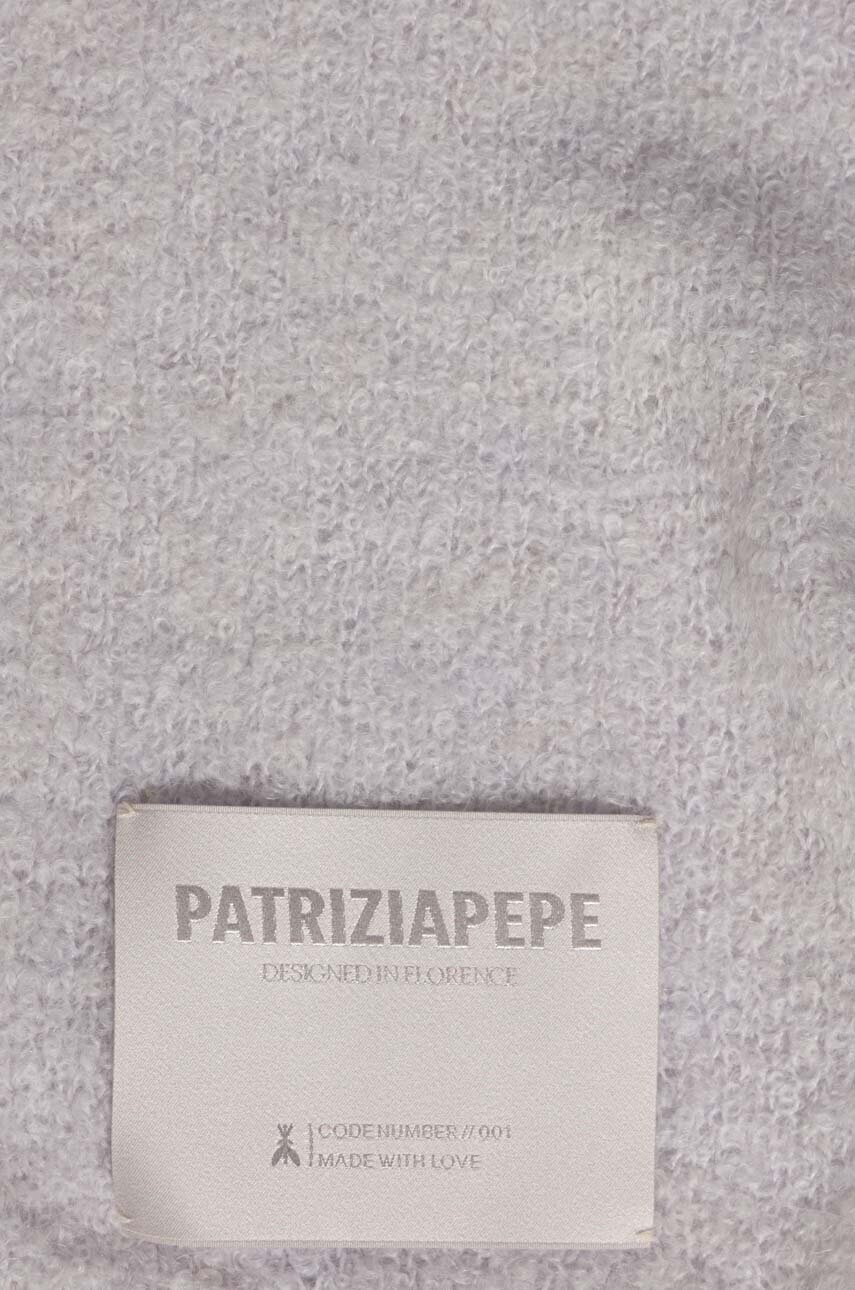 PATRIZIAPEPE
DESIGNED IN FLORENCE
CODE NUMBER // 001
MADE WITH LOVE